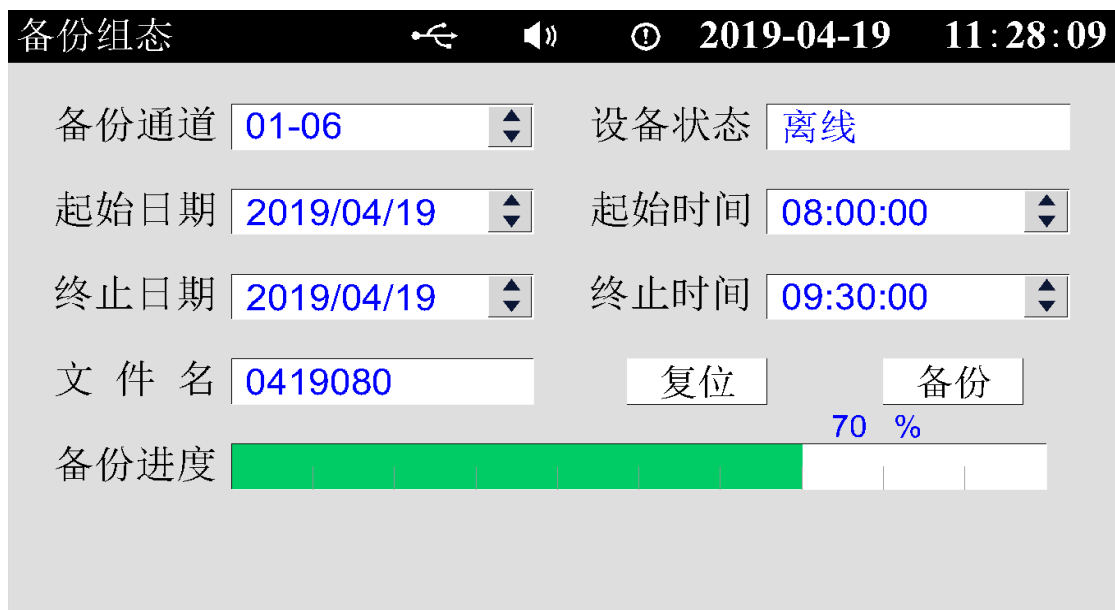 备份组态 2019-04-19 11:28:09
备份通道 01-06 设备状态 离线
起始日期 2019/04/19 起始时间 08:00:00
终止日期 2019/04/19 终止时间 09:30:00
文件名 0419080 复位 备份
70 %
备份进度